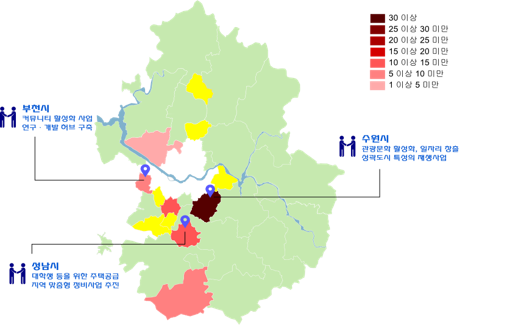 30 이상
25 이상 30 미만
20 이상 25 미만
15 이상 20 미만
10 이상 15 미만
5 이상 10 미만
1 이상 5 미만
부천시
커뮤니티 활성화 사업
연구·개발 허브 구축
수원시
관광문화 활성화, 일자리 창출
성곽도시 특성의 재생사업
성남시
대학생 등을 위한 주택공급
지역 맞춤형 정비사업 추진